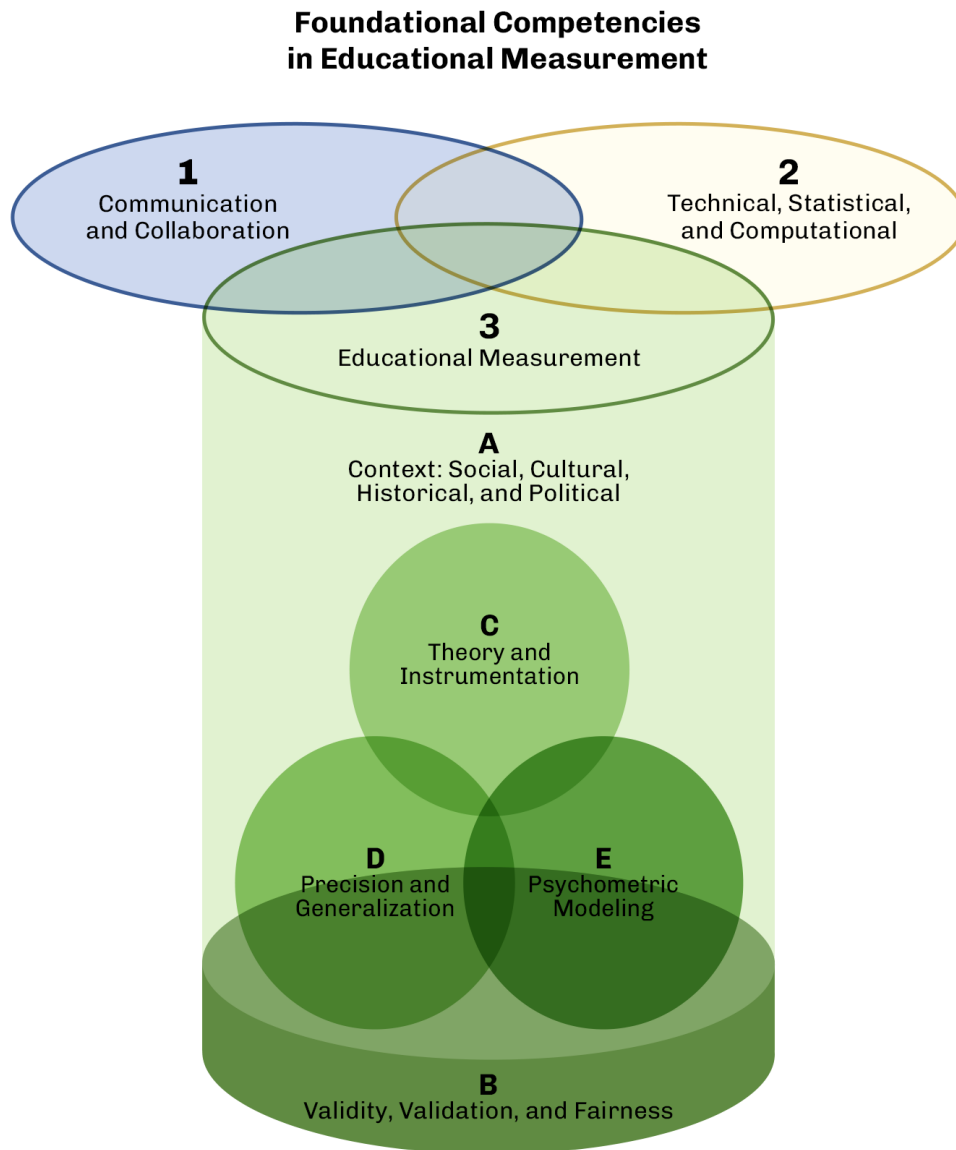 Foundational Competencies
in Educational Measurement
1
Communication
and Collaboration
2
Technical, Statistical,
and Computational
3
Educational Measurement
A
Context: Social, Cultural,
Historical, and Political
C
Theory and
Instrumentation
D
Precision and
Generalization
E
Psychometric
Modeling
B
Validity, Validation, and Fairness